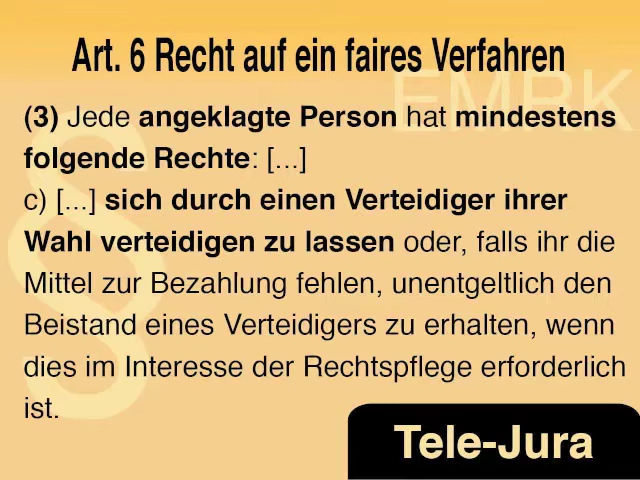 Art. 6 Recht auf ein faires Verfahren
EMRK
(3) Jede angeklagte Person hat mindestens
folgende Rechte: [...]
c) [...] sich durch einen Verteidiger ihrer
Wahl verteidigen zu lassen oder, falls ihr die
Mittel zur Bezahlung fehlen, unentgeltlich den
Beistand eines Verteidigers zu erhalten, wenn
dies im Interesse der Rechtspflege erforderlich
ist.
§
Tele-Jura